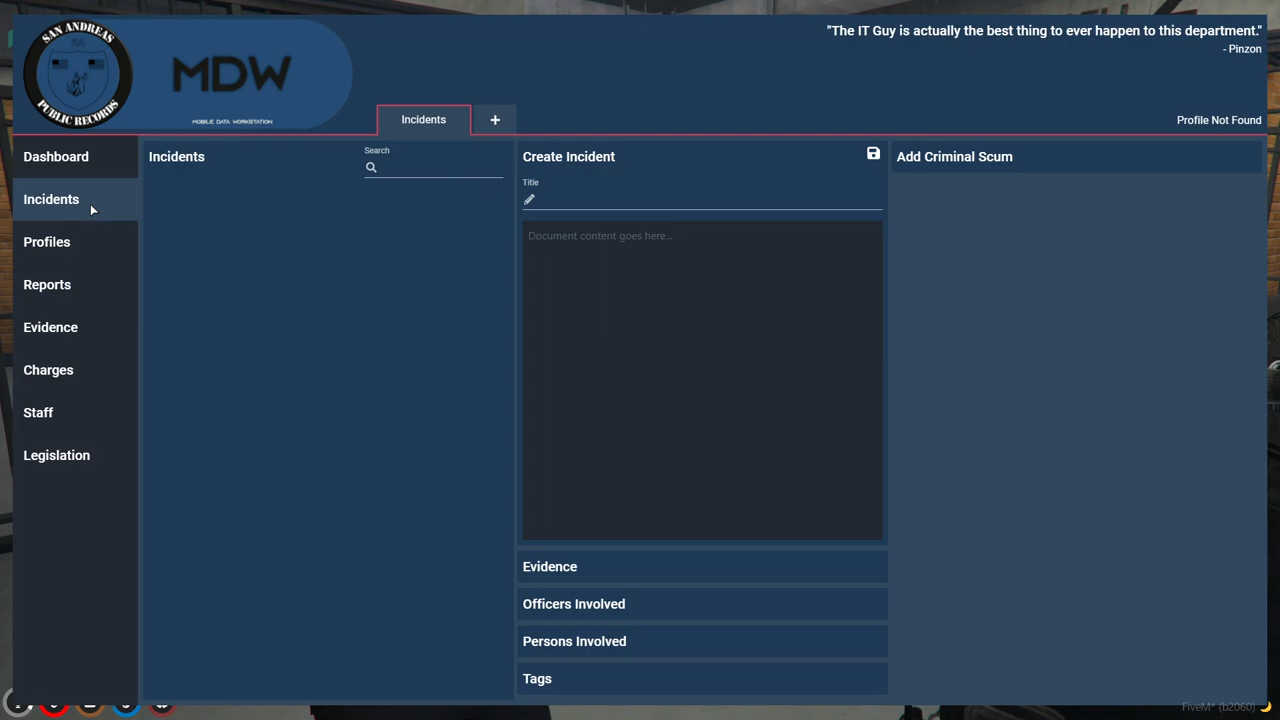 "The IT Guy is actually the best thing to ever happen to this department."
- Pinzon
SAN ANDREAS
PUBLIC RECORDS
MDW
MOBILE DATA WORKSTATION
Incidents
+
Profile Not Found
Dashboard
Incidents
Profiles
Reports
Evidence
Charges
Staff
Legislation
Incidents
Search
Create Incident
Title
Document content goes here...
Evidence
Officers Involved
Persons Involved
Tags
Add Criminal Scum
FiveM* (b2060)